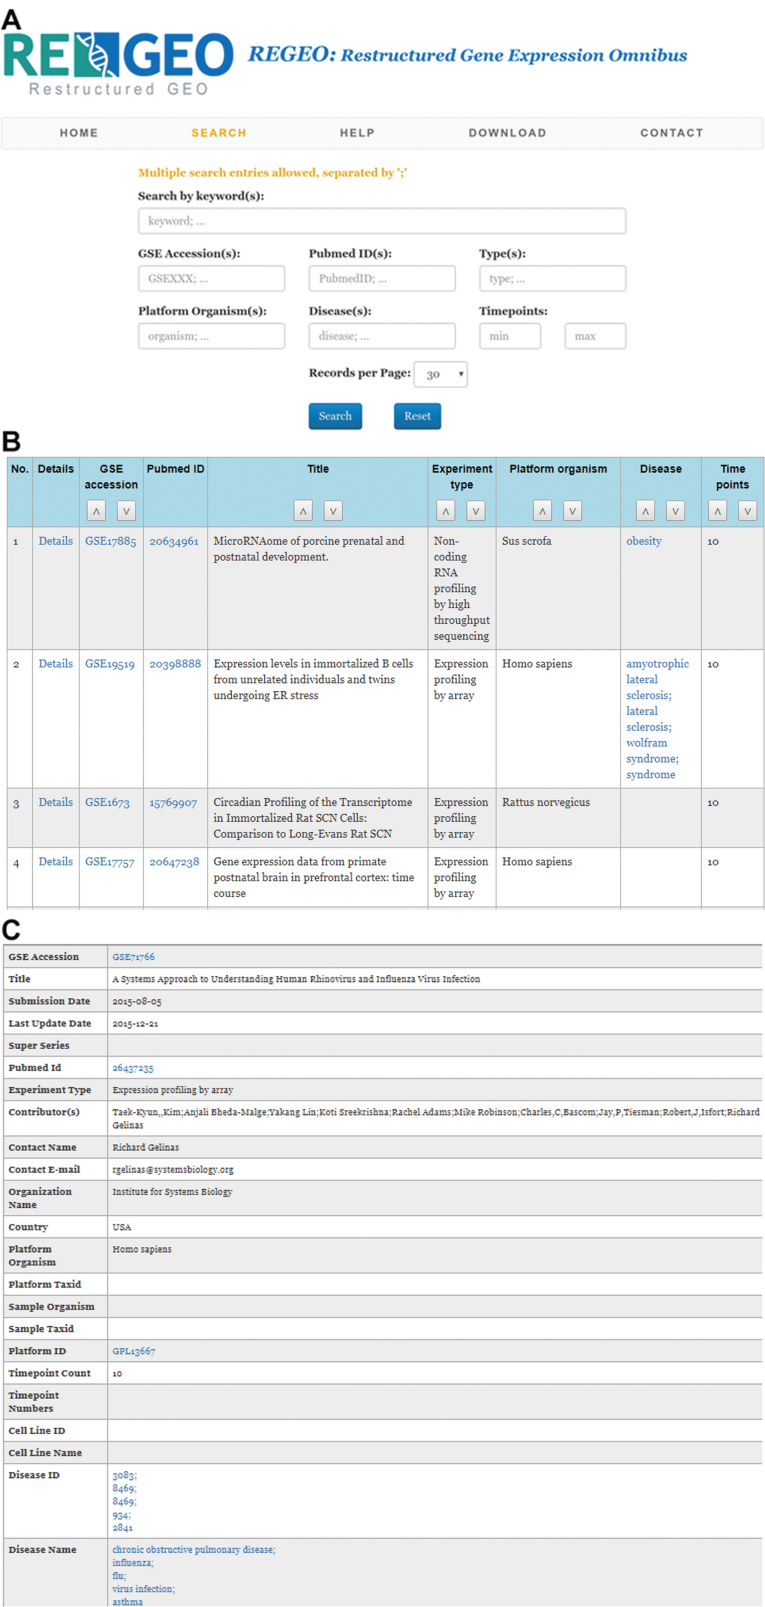 A
REGEO
Restructured GEO
REGEO: Restructured Gene Expression Omnibus
HOME SEARCH HELP DOWNLOAD CONTACT
Multiple search entries allowed, separated by ';'
Search by keyword(s):
keyword; ...
GSE Accession(s): Pubmed ID(s): Type(s):
GSEXXX; ... PubmedID; ... type; ...
Platform Organism(s): Disease(s): Timepoints:
organism; ... disease; ... min max
Records per Page: 30
Search Reset
B
No. Details GSE Pubmed ID Title Experiment Platform organism Disease Time
accession type points
1 Details GSE17885 20634961 MicroRNAome of porcine prenatal and Non- Sus scrofa obesity 10
postnatal development. coding
RNA
profiling
by high
throughput
sequencing
2 Details GSE19519 20398888 Expression levels in immortalized B cells Expression Homo sapiens amyotrophic 10
from unrelated individuals and twins profiling lateral
undergoing ER stress by array sclerosis;
lateral
sclerosis;
wolfram
syndrome;
syndrome
3 Details GSE1673 15769907 Circadian Profiling of the Transcriptome Expression Rattus norvegicus 10
in Immortalized Rat SCN Cells: profiling
Comparison to Long-Evans Rat SCN by array
4 Details GSE17757 20647238 Gene expression data from primate Expression Homo sapiens 10
postnatal brain in prefrontal cortex: time profiling
course by array
C
GSE Accession GSE71766
Title A Systems Approach to Understanding Human Rhinovirus and Influenza Virus Infection
Submission Date 2015-08-05
Last Update Date 2015-12-21
Super Series
Pubmed Id 26437235
Experiment Type Expression profiling by array
Contributor(s) Taek-Kyun,,Kim;Anjali Bheda-Malge;Yakang Lin;Koti Sreekrishna;Rachel Adams;Mike Robinson;Charles,C,Bascom;Jay,P,Tiesman;Robert,J,Isfort;Richard
Gelinas
Contact Name Richard Gelinas
Contact E-mail rgelinas@systemsbiology.org
Organization Institute for Systems Biology
Name
Country USA
Platform Homo sapiens
Organism
Platform Taxid
Sample Organism
Sample Taxid
Platform ID GPL13667
Timepoint Count 10
Timepoint
Numbers
Cell Line ID
Cell Line Name
Disease ID 3083;
8469;
8469;
934;
2841
Disease Name chronic obstructive pulmonary disease;
influenza;
flu;
virus infection;
asthma